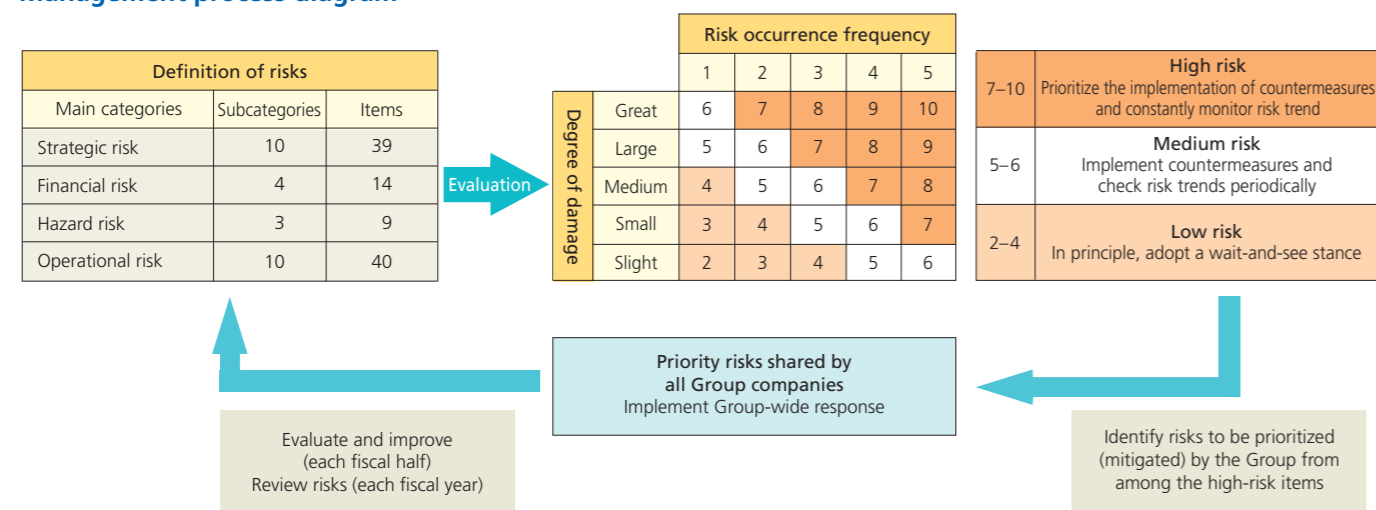 Management process diagram
Definition of risks
Main categories Subcategories Items
Strategic risk 10 39
Financial risk 4 14
Hazard risk 3 9
Operational risk 10 40
Evaluation
Risk occurrence frequency
1 2 3 4 5
Degree of damage
Great 6 7 8 9 10
Large 5 6 7 8 9
Medium 4 5 6 7 8
Small 3 4 5 6 7
Slight 2 3 4 5 6
7–10
High risk
Prioritize the implementation of countermeasures
and constantly monitor risk trend
5–6
Medium risk
Implement countermeasures and
check risk trends periodically
2–4
Low risk
In principle, adopt a wait-and-see stance
Priority risks shared by
all Group companies
Implement Group-wide response
Evaluate and improve
(each fiscal half)
Review risks (each fiscal year)
Identify risks to be prioritized
(mitigated) by the Group from
among the high-risk items